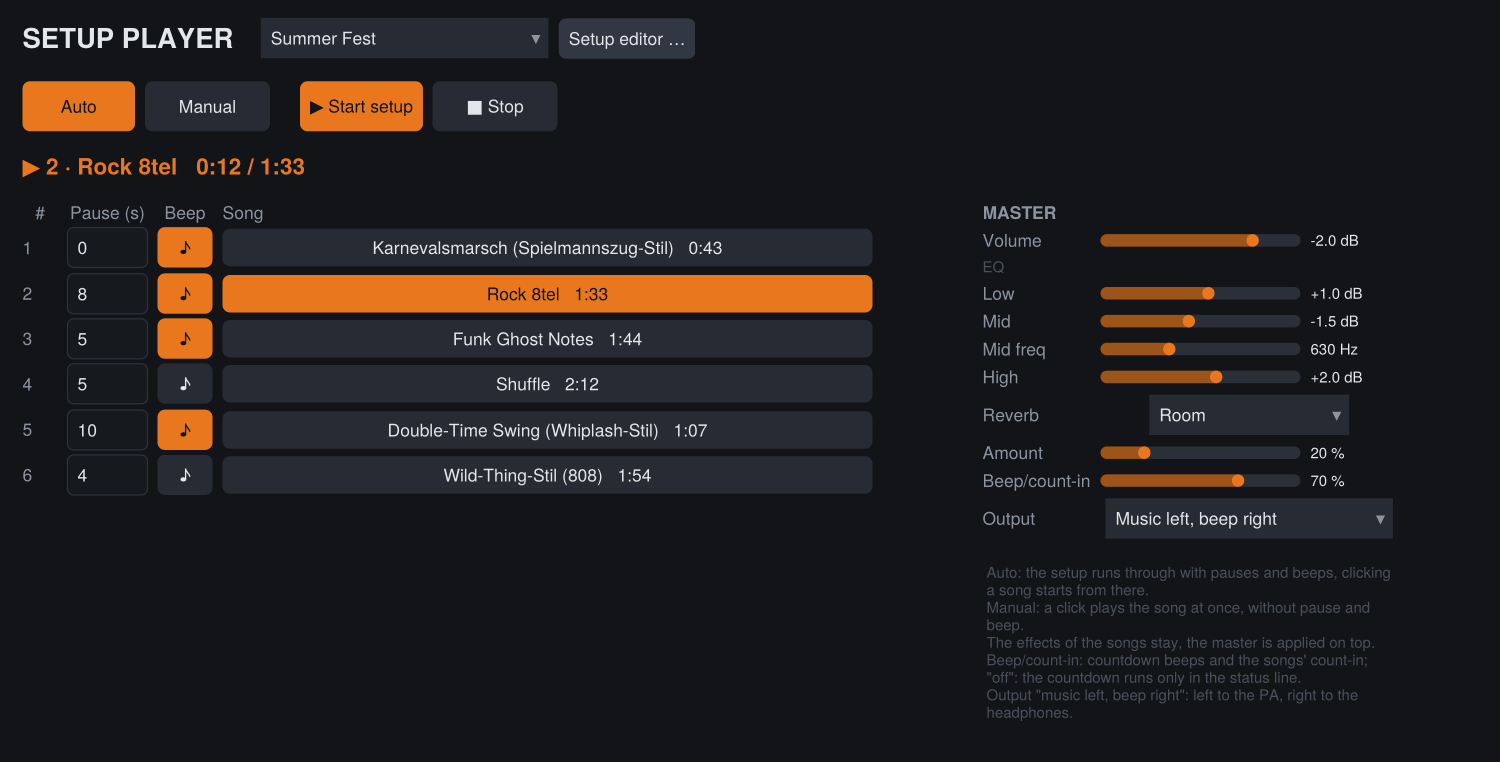 SETUP PLAYER Summer Fest ▼ Setup editor ...
Auto Manual ▶ Start setup ■ Stop
▶ 2 · Rock 8tel 0:12 / 1:33
# Pause (s) Beep Song
1 0 ♪ Karnevalsmarsch (Spielmannszug-Stil) 0:43
2 8 ♪ Rock 8tel 1:33
3 5 ♪ Funk Ghost Notes 1:44
4 5 ♪ Shuffle 2:12
5 10 ♪ Double-Time Swing (Whiplash-Stil) 1:07
6 4 ♪ Wild-Thing-Stil (808) 1:54
MASTER
Volume -2.0 dB
EQ
Low +1.0 dB
Mid -1.5 dB
Mid freq 630 Hz
High +2.0 dB
Reverb Room ▼
Amount 20 %
Beep/count-in 70 %
Output Music left, beep right ▼
Auto: the setup runs through with pauses and beeps, clicking
a song starts from there.
Manual: a click plays the song at once, without pause and
beep.
The effects of the songs stay, the master is applied on top.
Beep/count-in: countdown beeps and the songs' count-in;
"off": the countdown runs only in the status line.
Output "music left, beep right": left to the PA, right to the
headphones.